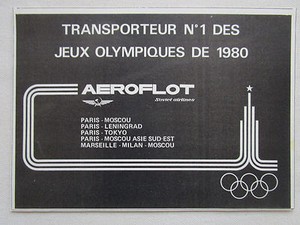 TRANSPORTEUR N°1 DES
JEUX OLYMPIQUES DE 1980
AEROFLOT
Soviet airlines
PARIS - MOSCOU
PARIS - LENINGRAD
PARIS - TOKYO
PARIS - MOSCOU ASIE SUD-EST
MARSEILLE - MILAN - MOSCOU